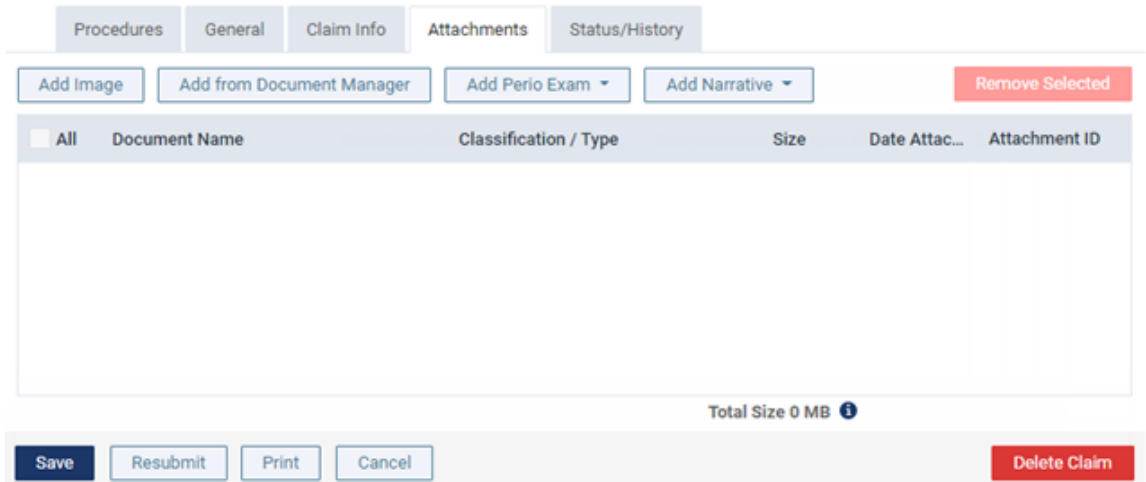 Procedures General Claim Info Attachments Status/History
Add Image Add from Document Manager Add Perio Exam Add Narrative Remove Selected
All Document Name Classification / Type Size Date Attac... Attachment ID
Total Size 0 MB
Save Resubmit Print Cancel Delete Claim